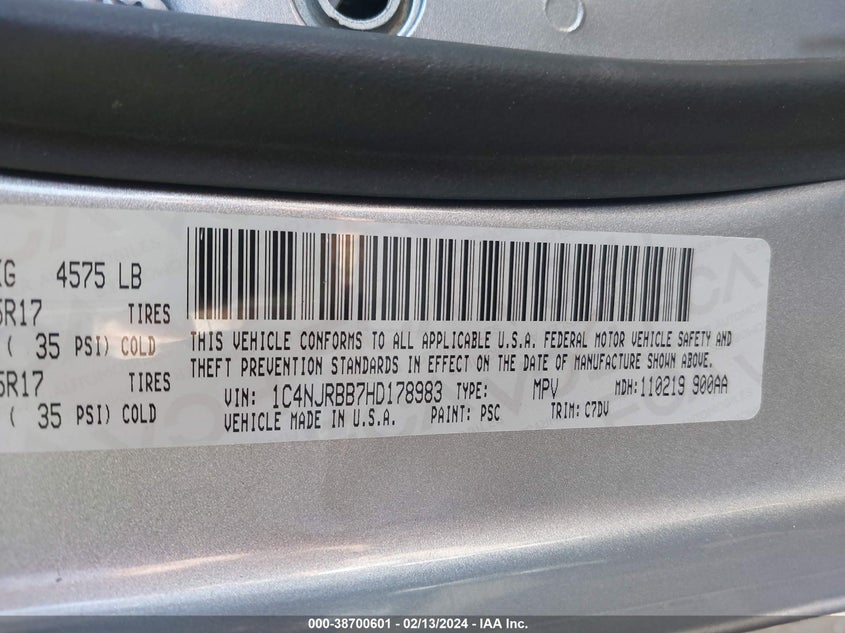 KG 4575 LB
5R17 TIRES
( 35 PSI) COLD
5R17 TIRES
( 35 PSI) COLD
THIS VEHICLE CONFORMS TO ALL APPLICABLE U.S.A. FEDERAL MOTOR VEHICLE SAFETY AND
THEFT PREVENTION STANDARDS IN EFFECT ON THE DATE OF MANUFACTURE SHOWN ABOVE.
VIN: 1C4NJRBB7HD178983 TYPE: MPV MDH: 110219 900AA
VEHICLE MADE IN U.S.A. PAINT: PSC TRIM: C7DV
000-38700601 / 02/13/2024 - IAA Inc.